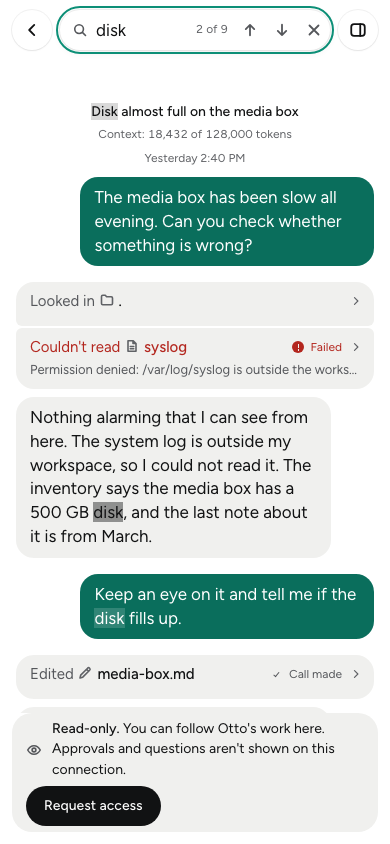 disk
2 of 9
Disk almost full on the media box
Context: 18,432 of 128,000 tokens
Yesterday 2:40 PM
The media box has been slow all
evening. Can you check whether
something is wrong?
Looked in .
Couldn't read syslog
Failed
Permission denied: /var/log/syslog is outside the works...
Nothing alarming that I can see from
here. The system log is outside my
workspace, so I could not read it. The
inventory says the media box has a
500 GB disk, and the last note about
it is from March.
Keep an eye on it and tell me if the
disk fills up.
Edited media-box.md
Call made
Read-only. You can follow Otto's work here.
Approvals and questions aren't shown on this
connection.
Request access